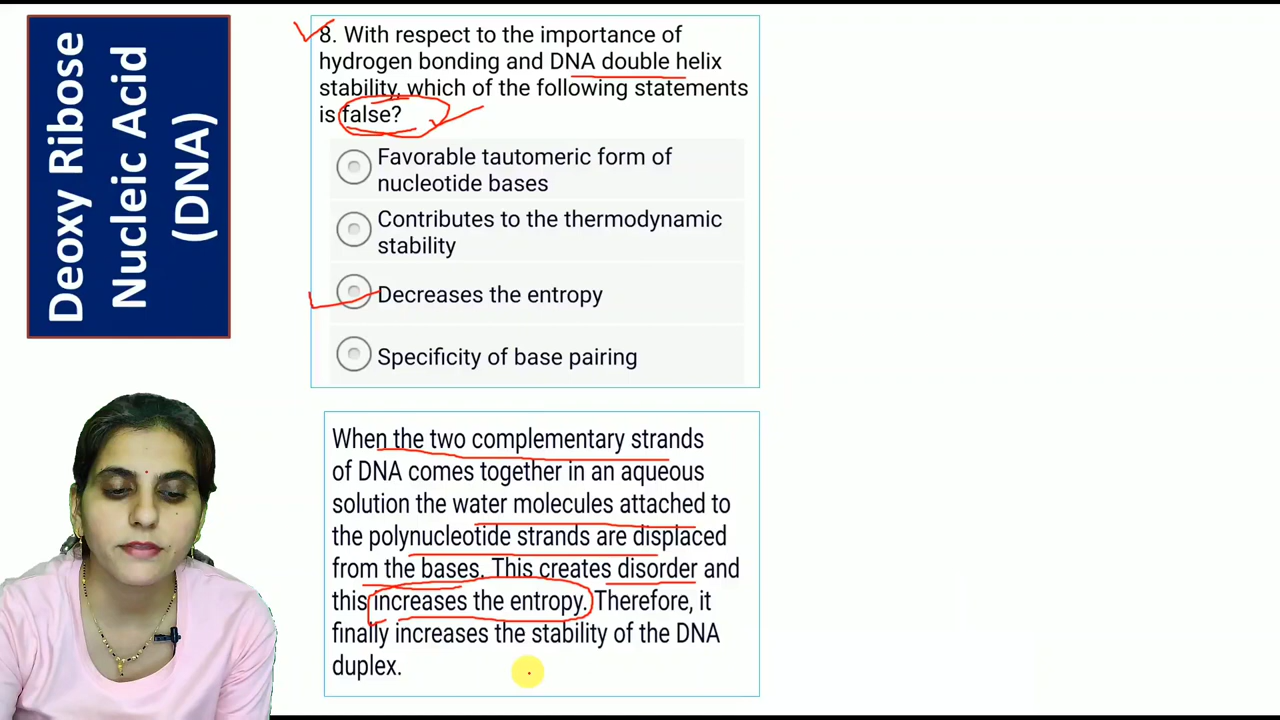 Deoxy Ribose
Nucleic Acid
(DNA)
8. With respect to the importance of
hydrogen bonding and DNA double helix
stability, which of the following statements
is false?
Favorable tautomeric form of
nucleotide bases
Contributes to the thermodynamic
stability
Decreases the entropy
Specificity of base pairing
When the two complementary strands
of DNA comes together in an aqueous
solution the water molecules attached to
the polynucleotide strands are displaced
from the bases. This creates disorder and
this increases the entropy. Therefore, it
finally increases the stability of the DNA
duplex.